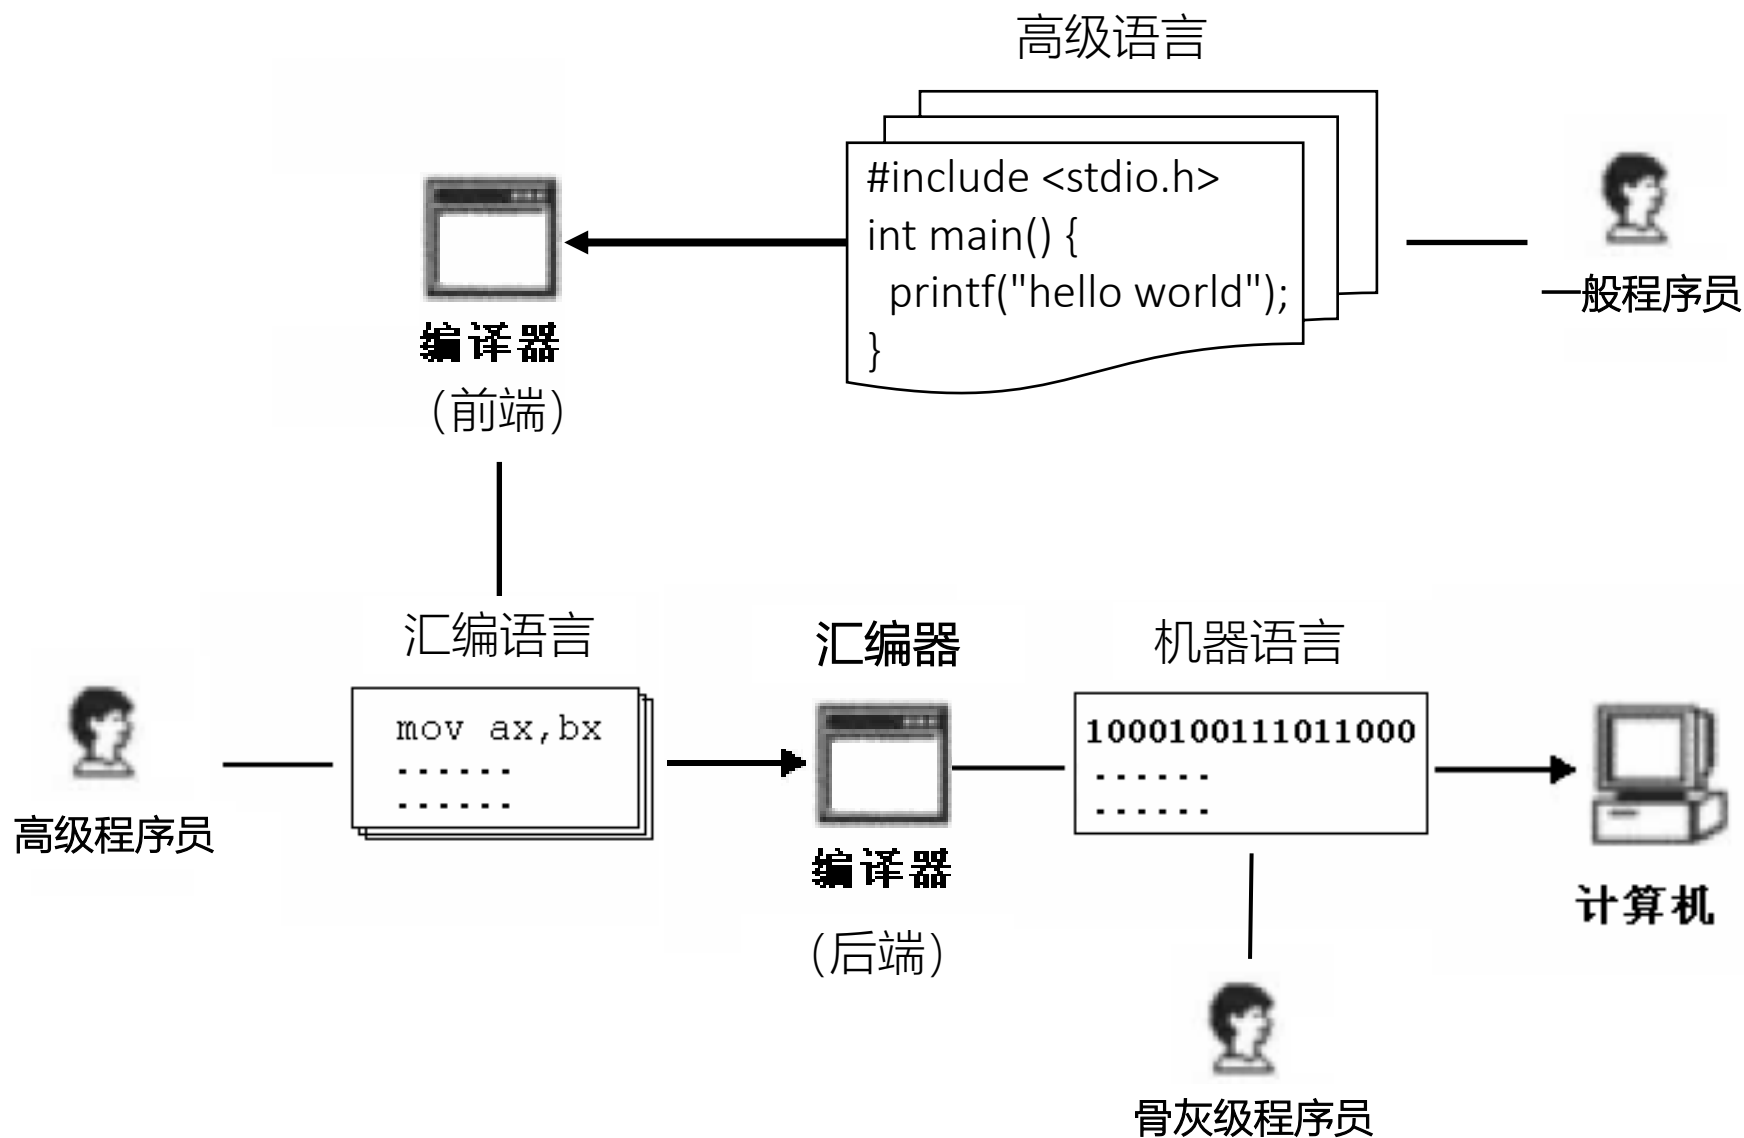 高级语言
#include <stdio.h>
int main() {
printf("hello world");
}
一般程序员
编译器
（前端）
汇编语言
汇编器
机器语言
mov ax,bx
······
······
1000100111011000
······
······
高级程序员
编译器
（后端）
计算机
骨灰级程序员